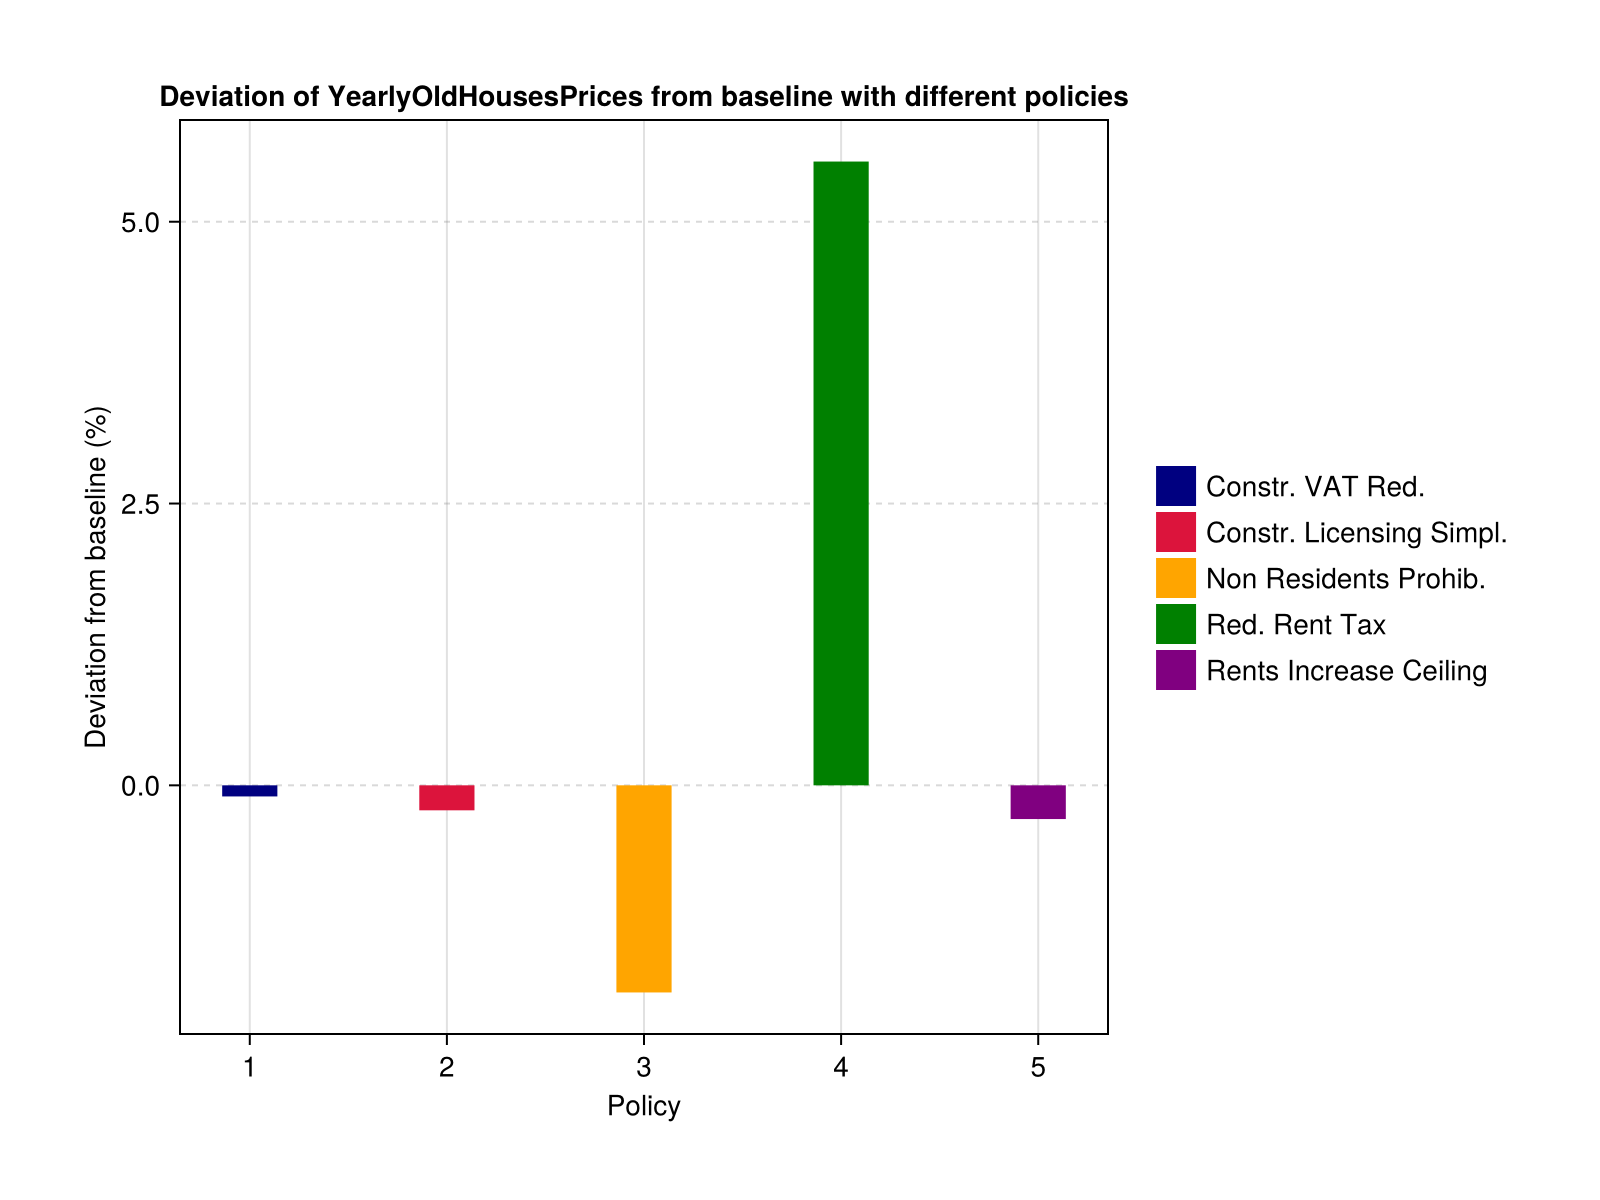 Deviation of YearlyOldHousesPrices from baseline with different policies
Deviation from baseline (%)
5.0
2.5
0.0
1 2 3 4 5
Policy
Constr. VAT Red.
Constr. Licensing Simpl.
Non Residents Prohib.
Red. Rent Tax
Rents Increase Ceiling